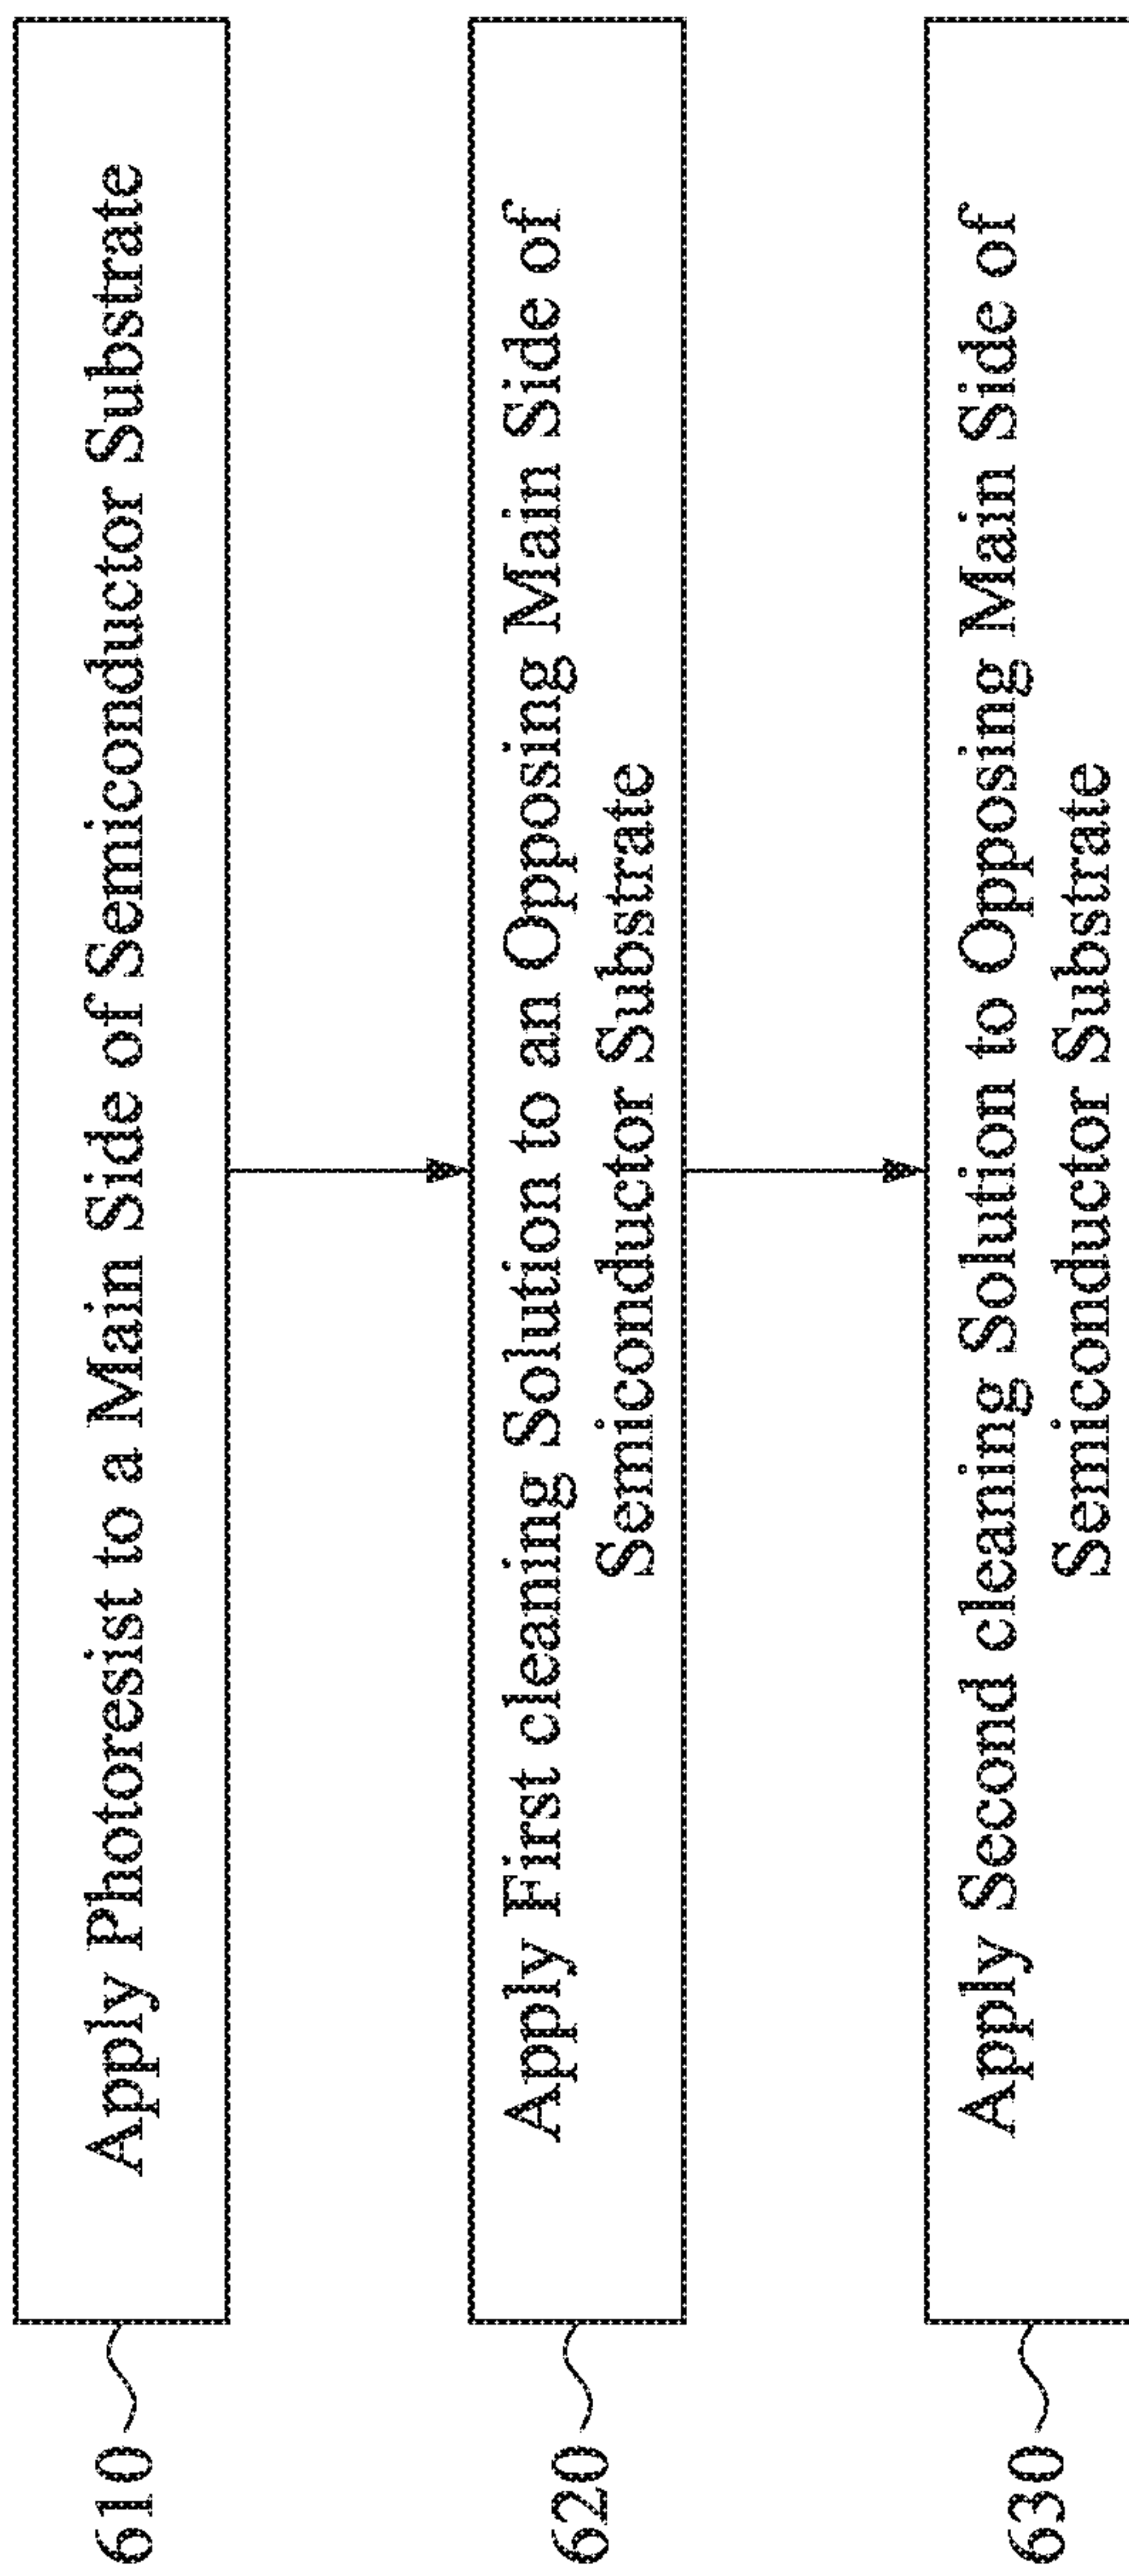 610
Apply Photoresist to a Main Side of Semiconductor Substrate
620
Apply First cleaning Solution to an Opposing Main Side of
Semiconductor Substrate
630
Apply Second cleaning Solution to Opposing Main Side of
Semiconductor Substrate